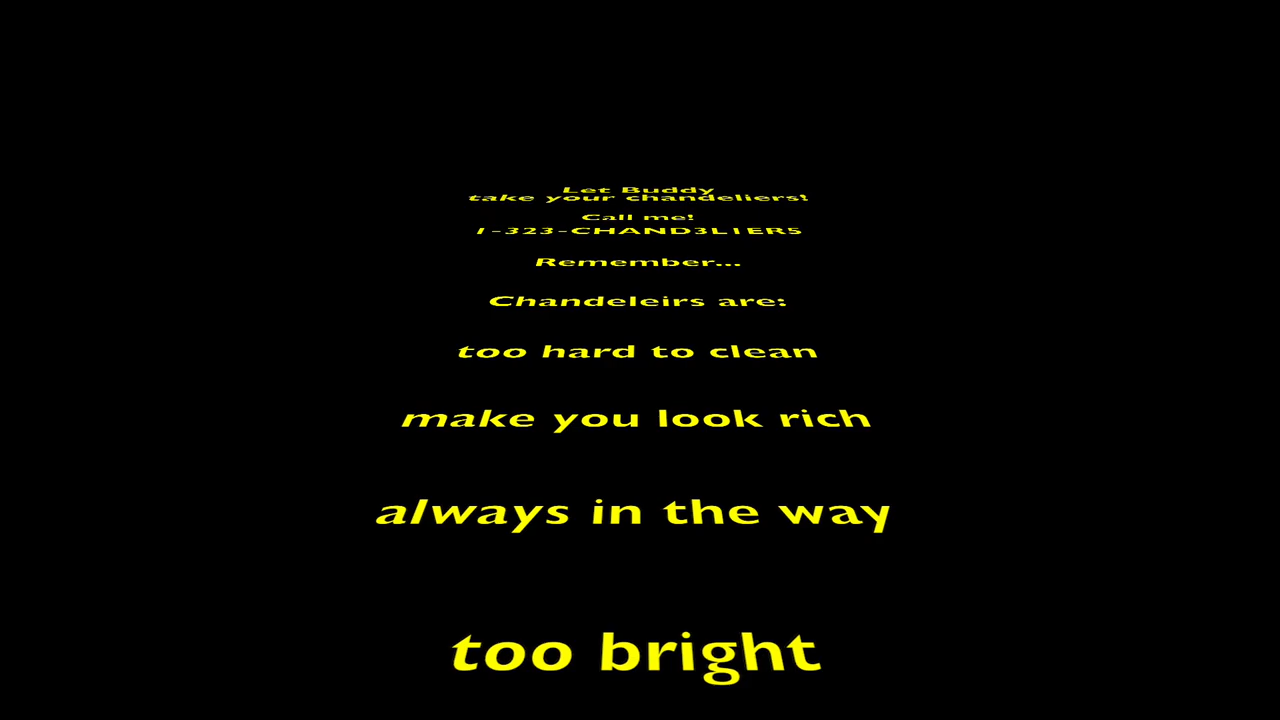 Let Buddy
take your chandeliers!
Call me!
1-323-CHAND3L1ERS
Remember...
Chandeleirs are:
too hard to clean
make you look rich
always in the way
too bright